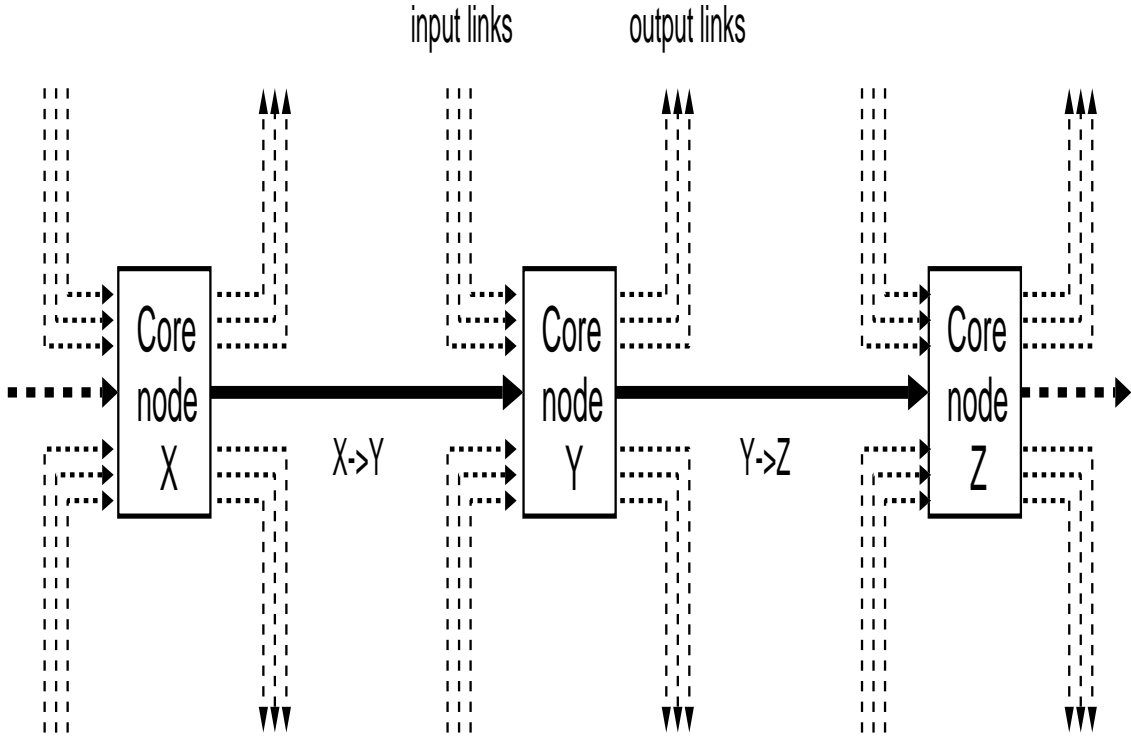 input links
output links
Core
node
X
X->Y
Core
node
Y
Y->Z
Core
node
Z